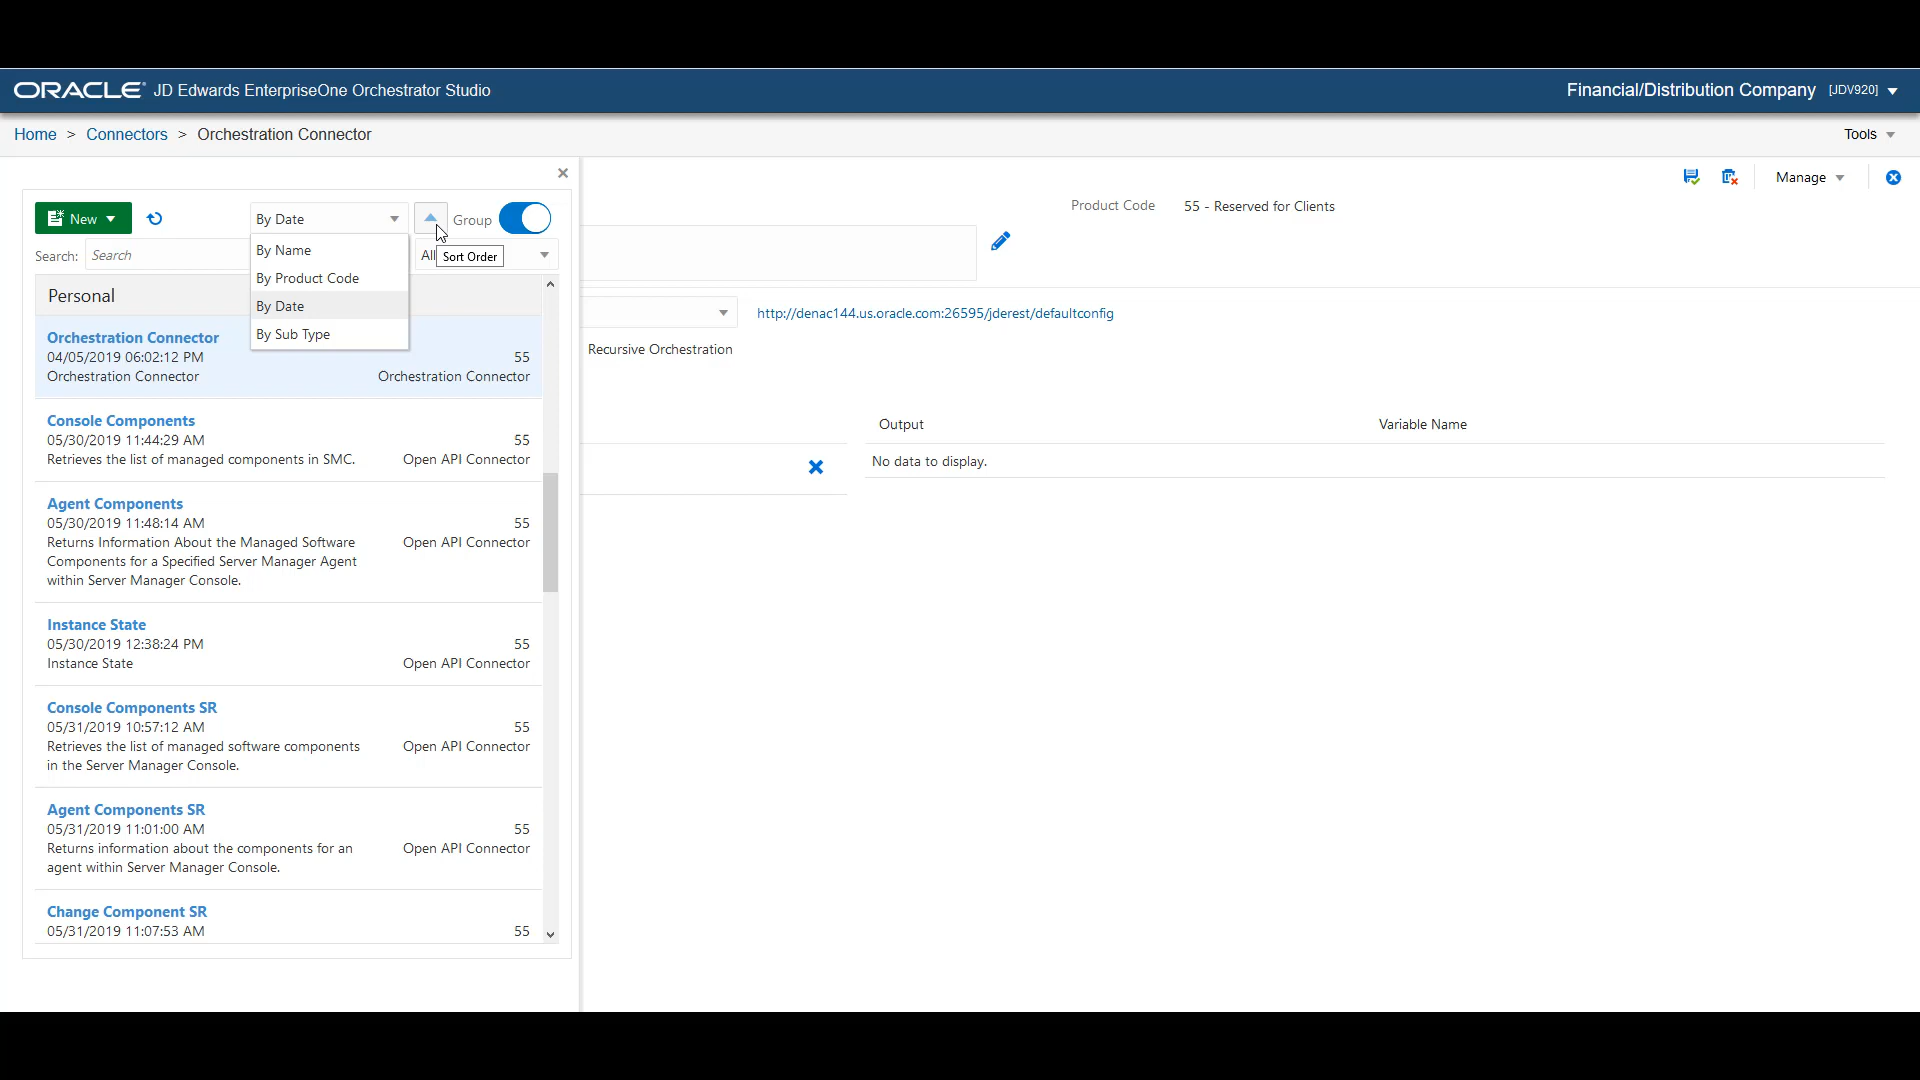 ORACLE JD Edwards EnterpriseOne Orchestrator Studio
Financial/Distribution Company [JDV920]
Home > Connectors > Orchestration Connector
Tools
Manage
New
By Date
Group
By Name
By Product Code
By Date
By Sub Type
Sort Order
Search: Search
All
Personal
Orchestration Connector
04/05/2019 06:02:12 PM 55
Orchestration Connector Orchestration Connector
Console Components
05/30/2019 11:44:29 AM 55
Retrieves the list of managed components in SMC. Open API Connector
Agent Components
05/30/2019 11:48:14 AM 55
Returns Information About the Managed Software Open API Connector
Components for a Specified Server Manager Agent
within Server Manager Console.
Instance State
05/30/2019 12:38:24 PM 55
Instance State Open API Connector
Console Components SR
05/31/2019 10:57:12 AM 55
Retrieves the list of managed software components Open API Connector
in the Server Manager Console.
Agent Components SR
05/31/2019 11:01:00 AM 55
Returns information about the components for an Open API Connector
agent within Server Manager Console.
Change Component SR
05/31/2019 11:07:53 AM 55
Product Code 55 - Reserved for Clients
http://denac144.us.oracle.com:26595/jderest/defaultconfig
Recursive Orchestration
Output Variable Name
No data to display.